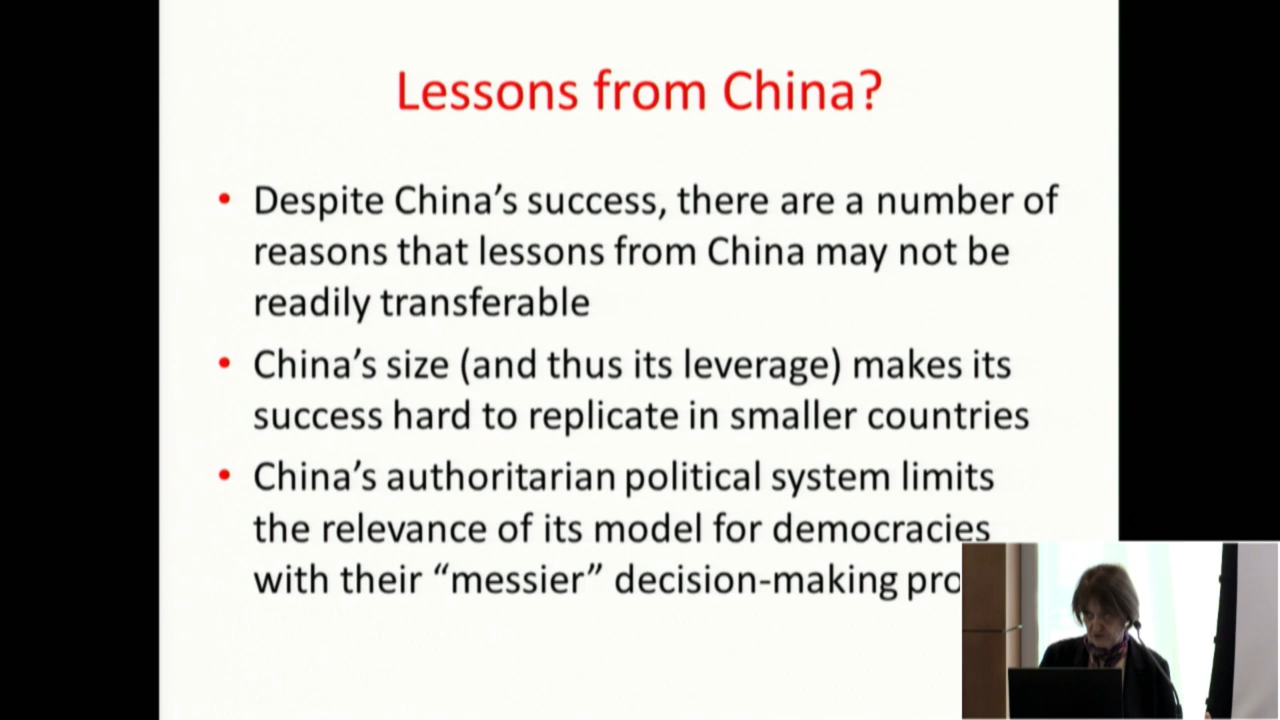 Lessons from China?
• Despite China’s success, there are a number of
reasons that lessons from China may not be
readily transferable
• China’s size (and thus its leverage) makes its
success hard to replicate in smaller countries
• China’s authoritarian political system limits
the relevance of its model for democracies
with their “messier” decision-making